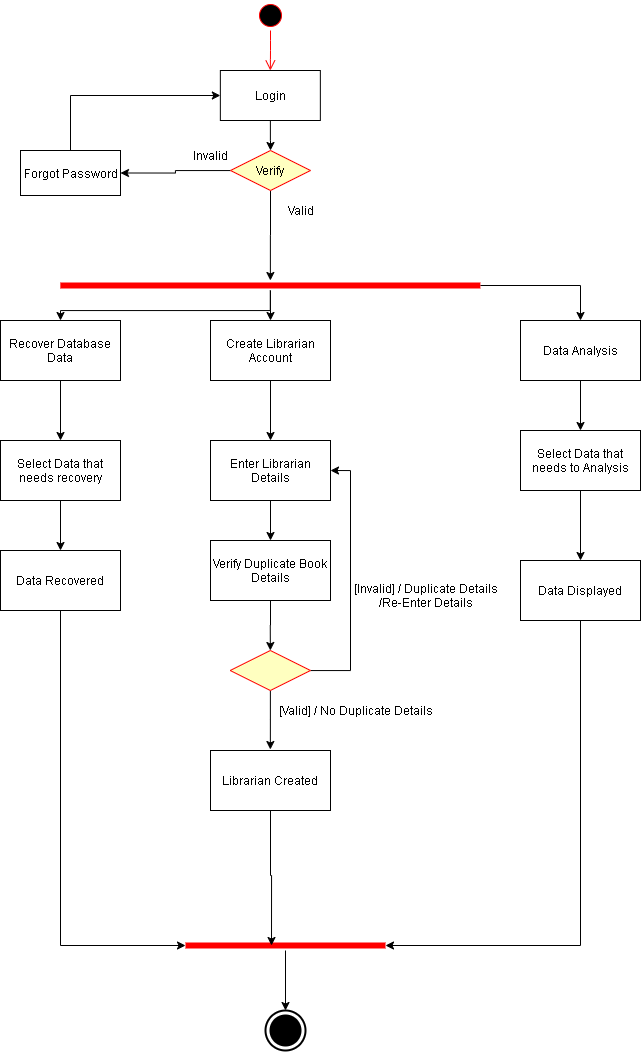 Login
Invalid
Forgot Password
Verify
Valid
Recover Database
Data
Create Librarian
Account
Data Analysis
Select Data that
needs recovery
Enter Librarian
Details
Select Data that
needs to Analysis
Data Recovered
Verify Duplicate Book
Details
[Invalid] / Duplicate Details
/Re-Enter Details
Data Displayed
[Valid] / No Duplicate Details
Librarian Created